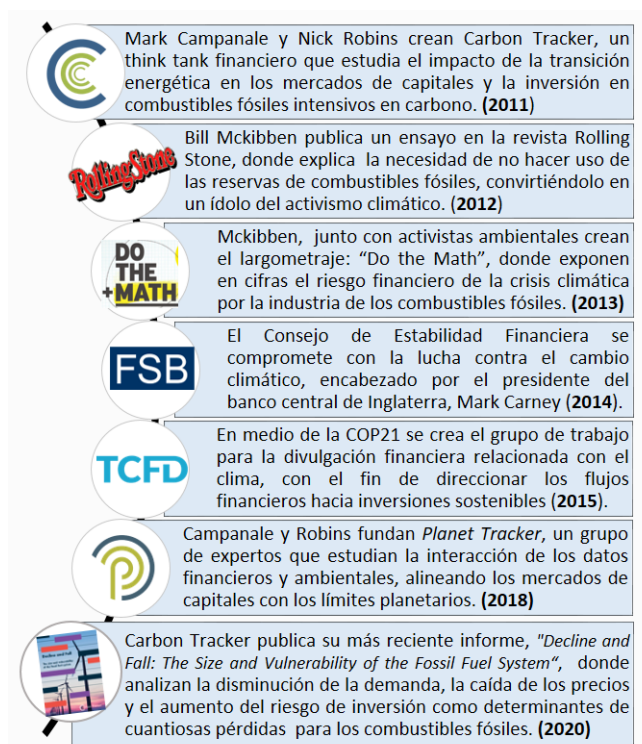 Mark Campanale y Nick Robins crean Carbon Tracker, un
think tank financiero que estudia el impacto de la transición
energética en los mercados de capitales y la inversión en
combustibles fósiles intensivos en carbono. (2011)
Bill Mckibben publica un ensayo en la revista Rolling
Stone, donde explica la necesidad de no hacer uso de
las reservas de combustibles fósiles, convirtiéndolo en
un ídolo del activismo climático. (2012)
RollingStone
Mckibben, junto con activistas ambientales crean
el largometraje: “Do the Math”, donde exponen
en cifras el riesgo financiero de la crisis climática
por la industria de los combustibles fósiles. (2013)
DO
THE
+MATH
El Consejo de Estabilidad Financiera se
compromete con la lucha contra el cambio
climático, encabezado por el presidente del
banco central de Inglaterra, Mark Carney (2014).
FSB
En medio de la COP21 se crea el grupo de trabajo
para la divulgación financiera relacionada con el
clima, con el fin de direccionar los flujos
financieros hacia inversiones sostenibles (2015).
TCFD
Campanale y Robins fundan Planet Tracker, un grupo
de expertos que estudian la interacción de los datos
financieros y ambientales, alineando los mercados de
capitales con los límites planetarios. (2018)
Carbon Tracker publica su más reciente informe, "Decline and
Fall: The Size and Vulnerability of the Fossil Fuel System“, donde
analizan la disminución de la demanda, la caída de los precios
y el aumento del riesgo de inversión como determinantes de
cuantiosas pérdidas para los combustibles fósiles. (2020)
Decline and Fall